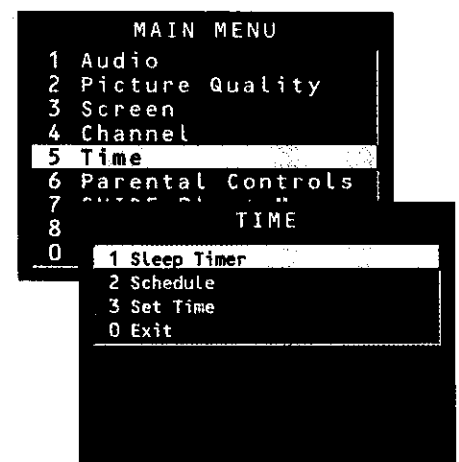 MAIN MENU
1 Audio
2 Picture Quality
3 Screen
4 Channel
5 Time
6 Parental Controls
7
8
0
TIME
1 Sleep Timer
2 Schedule
3 Set Time
0 Exit